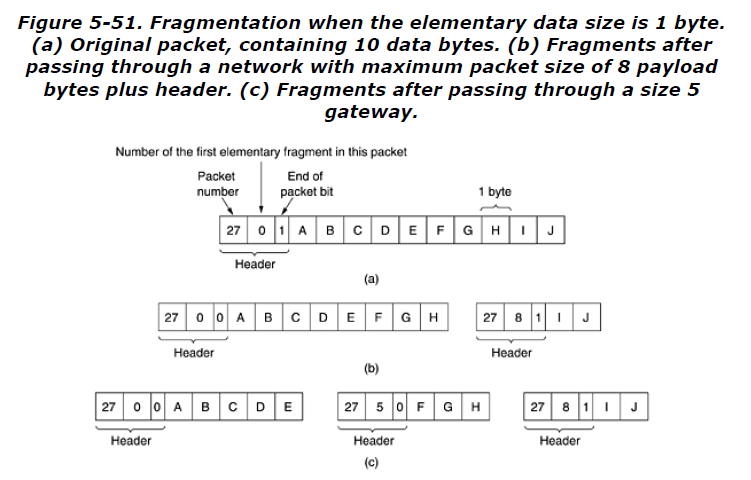 Figure 5-51. Fragmentation when the elementary data size is 1 byte.
(a) Original packet, containing 10 data bytes. (b) Fragments after
passing through a network with maximum packet size of 8 payload
bytes plus header. (c) Fragments after passing through a size 5
gateway.
Number of the first elementary fragment in this packet
Packet number
End of packet bit
1 byte
27 0 1 A B C D E F G H I J
Header
(a)
27 0 0 A B C D E F G H 27 8 1 I J
Header Header
(b)
27 0 0 A B C D E 27 5 0 F G H 27 8 1 I J
Header Header Header
(c)